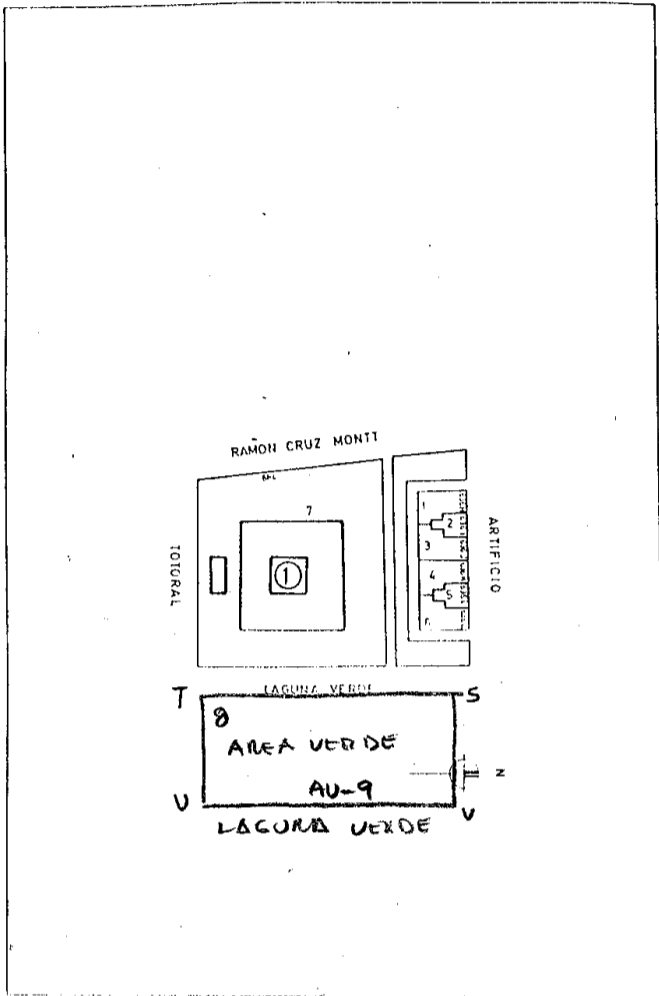 RAMON CRUZ MONTT
7
1
2
3
4
5
6
1
TOTORAL
ARTIFICIO
LAGUNA VERDE
T
S
8
AREA VERDE
AU-9
N
U
V
LAGUNA VERDE